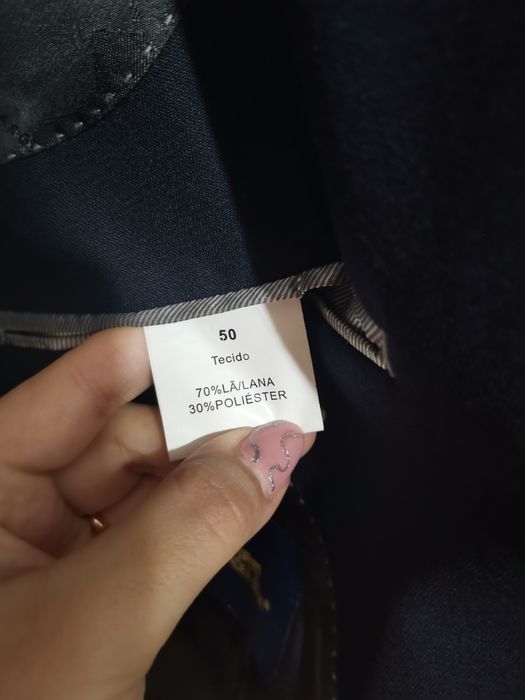 50
Tecido
70%LÃ/LANA
30%POLIÉSTER